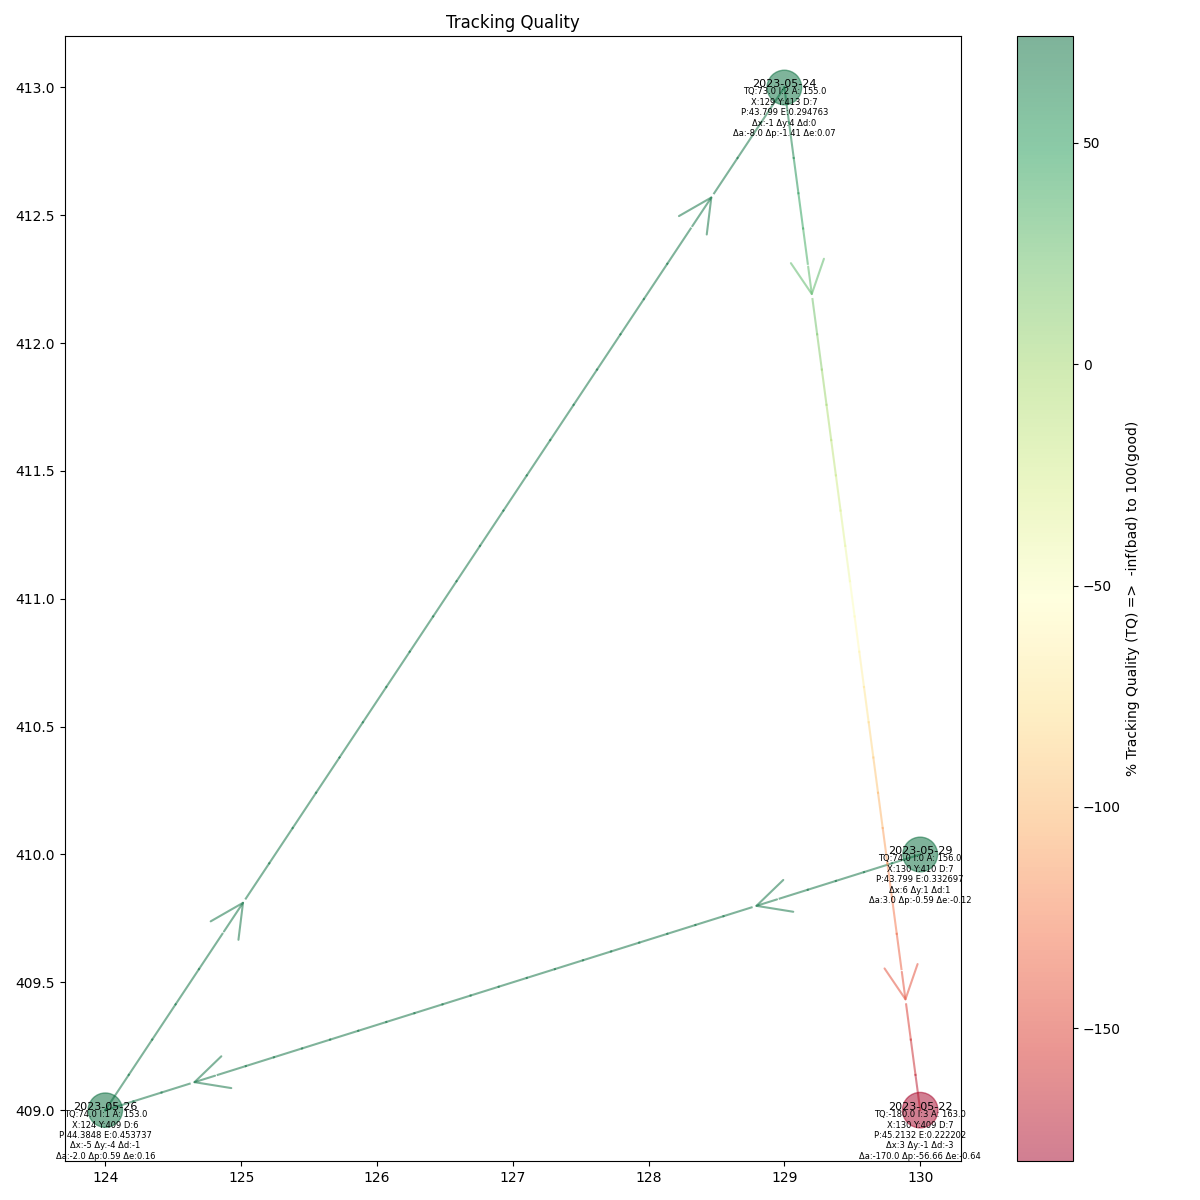 Tracking Quality
413.0
412.5
412.0
411.5
411.0
410.5
410.0
409.5
409.0
124
125
126
127
128
129
130
2023-05-24
TQ:73.0 I:2 A: 155.0
X:129 Y:413 D:7
P:43.799 E:0.294763
Δx:-1 Δy:4 Δd:0
Δa:-8.0 Δp:-1.41 Δe:0.07
2023-05-29
TQ:74.0 I:0 A: 156.0
X:130 Y:410 D:7
P:43.799 E:0.332697
Δx:6 Δy:1 Δd:1
Δa:3.0 Δp:-0.59 Δe:-0.12
2023-05-26
TQ:74.0 I:1 A: 153.0
X:124 Y:409 D:6
P:44.3848 E:0.453737
Δx:-5 Δy:-4 Δd:-1
Δa:-2.0 Δp:0.59 Δe:0.16
2023-05-22
TQ:-180.0 I:3 A: 163.0
X:130 Y:409 D:7
P:45.2132 E:0.222202
Δx:3 Δy:-1 Δd:-3
Δa:-170.0 Δp:-56.66 Δe:-0.64
50
0
−50
−100
−150
% Tracking Quality (TQ) => -inf(bad) to 100(good)